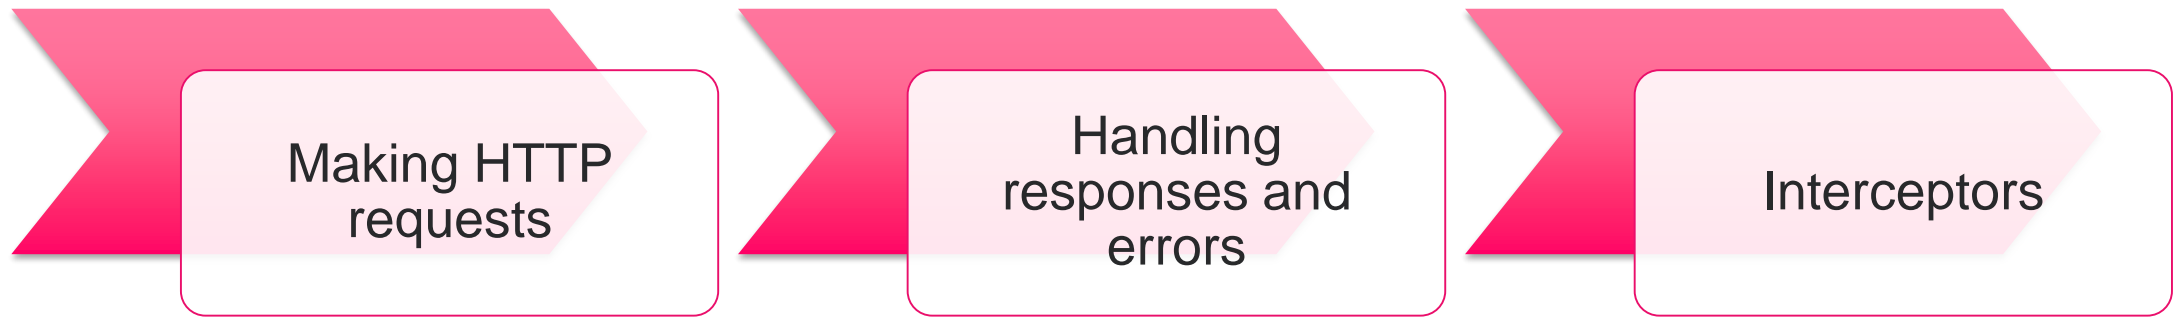 Making HTTP
requests
Handling
responses and
errors
Interceptors